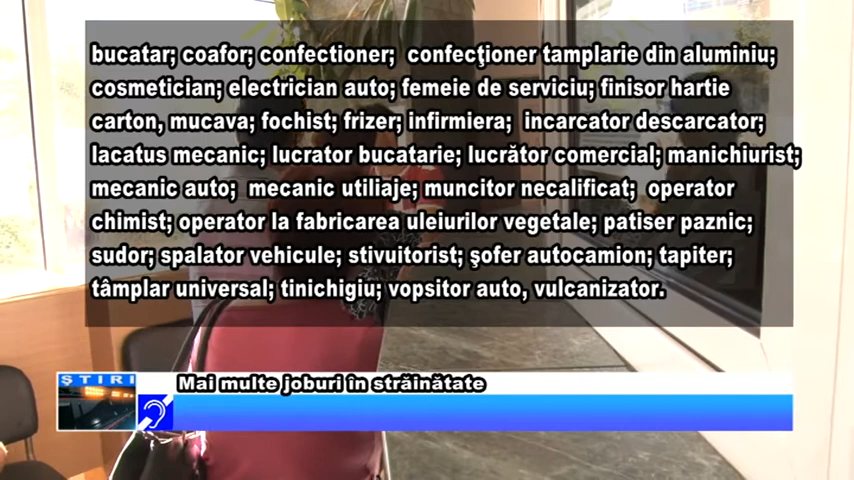 bucatar; coafor; confectioner; confecţioner tamplarie din aluminiu;
cosmetician; electrician auto; femeie de serviciu; finisor hartie
carton, mucava; fochist; frizer; infirmiera; incarcator descarcator;
lacatus mecanic; lucrator bucatarie; lucrător comercial; manichiurist;
mecanic auto; mecanic utiliaje; muncitor necalificat; operator
chimist; operator la fabricarea uleiurilor vegetale; patiser paznic;
sudor; spalator vehicule; stivuitorist; şofer autocamion; tapiter;
tâmplar universal; tinichigiu; vopsitor auto, vulcanizator.
ŞTIRI
Mai multe joburi în străinătate